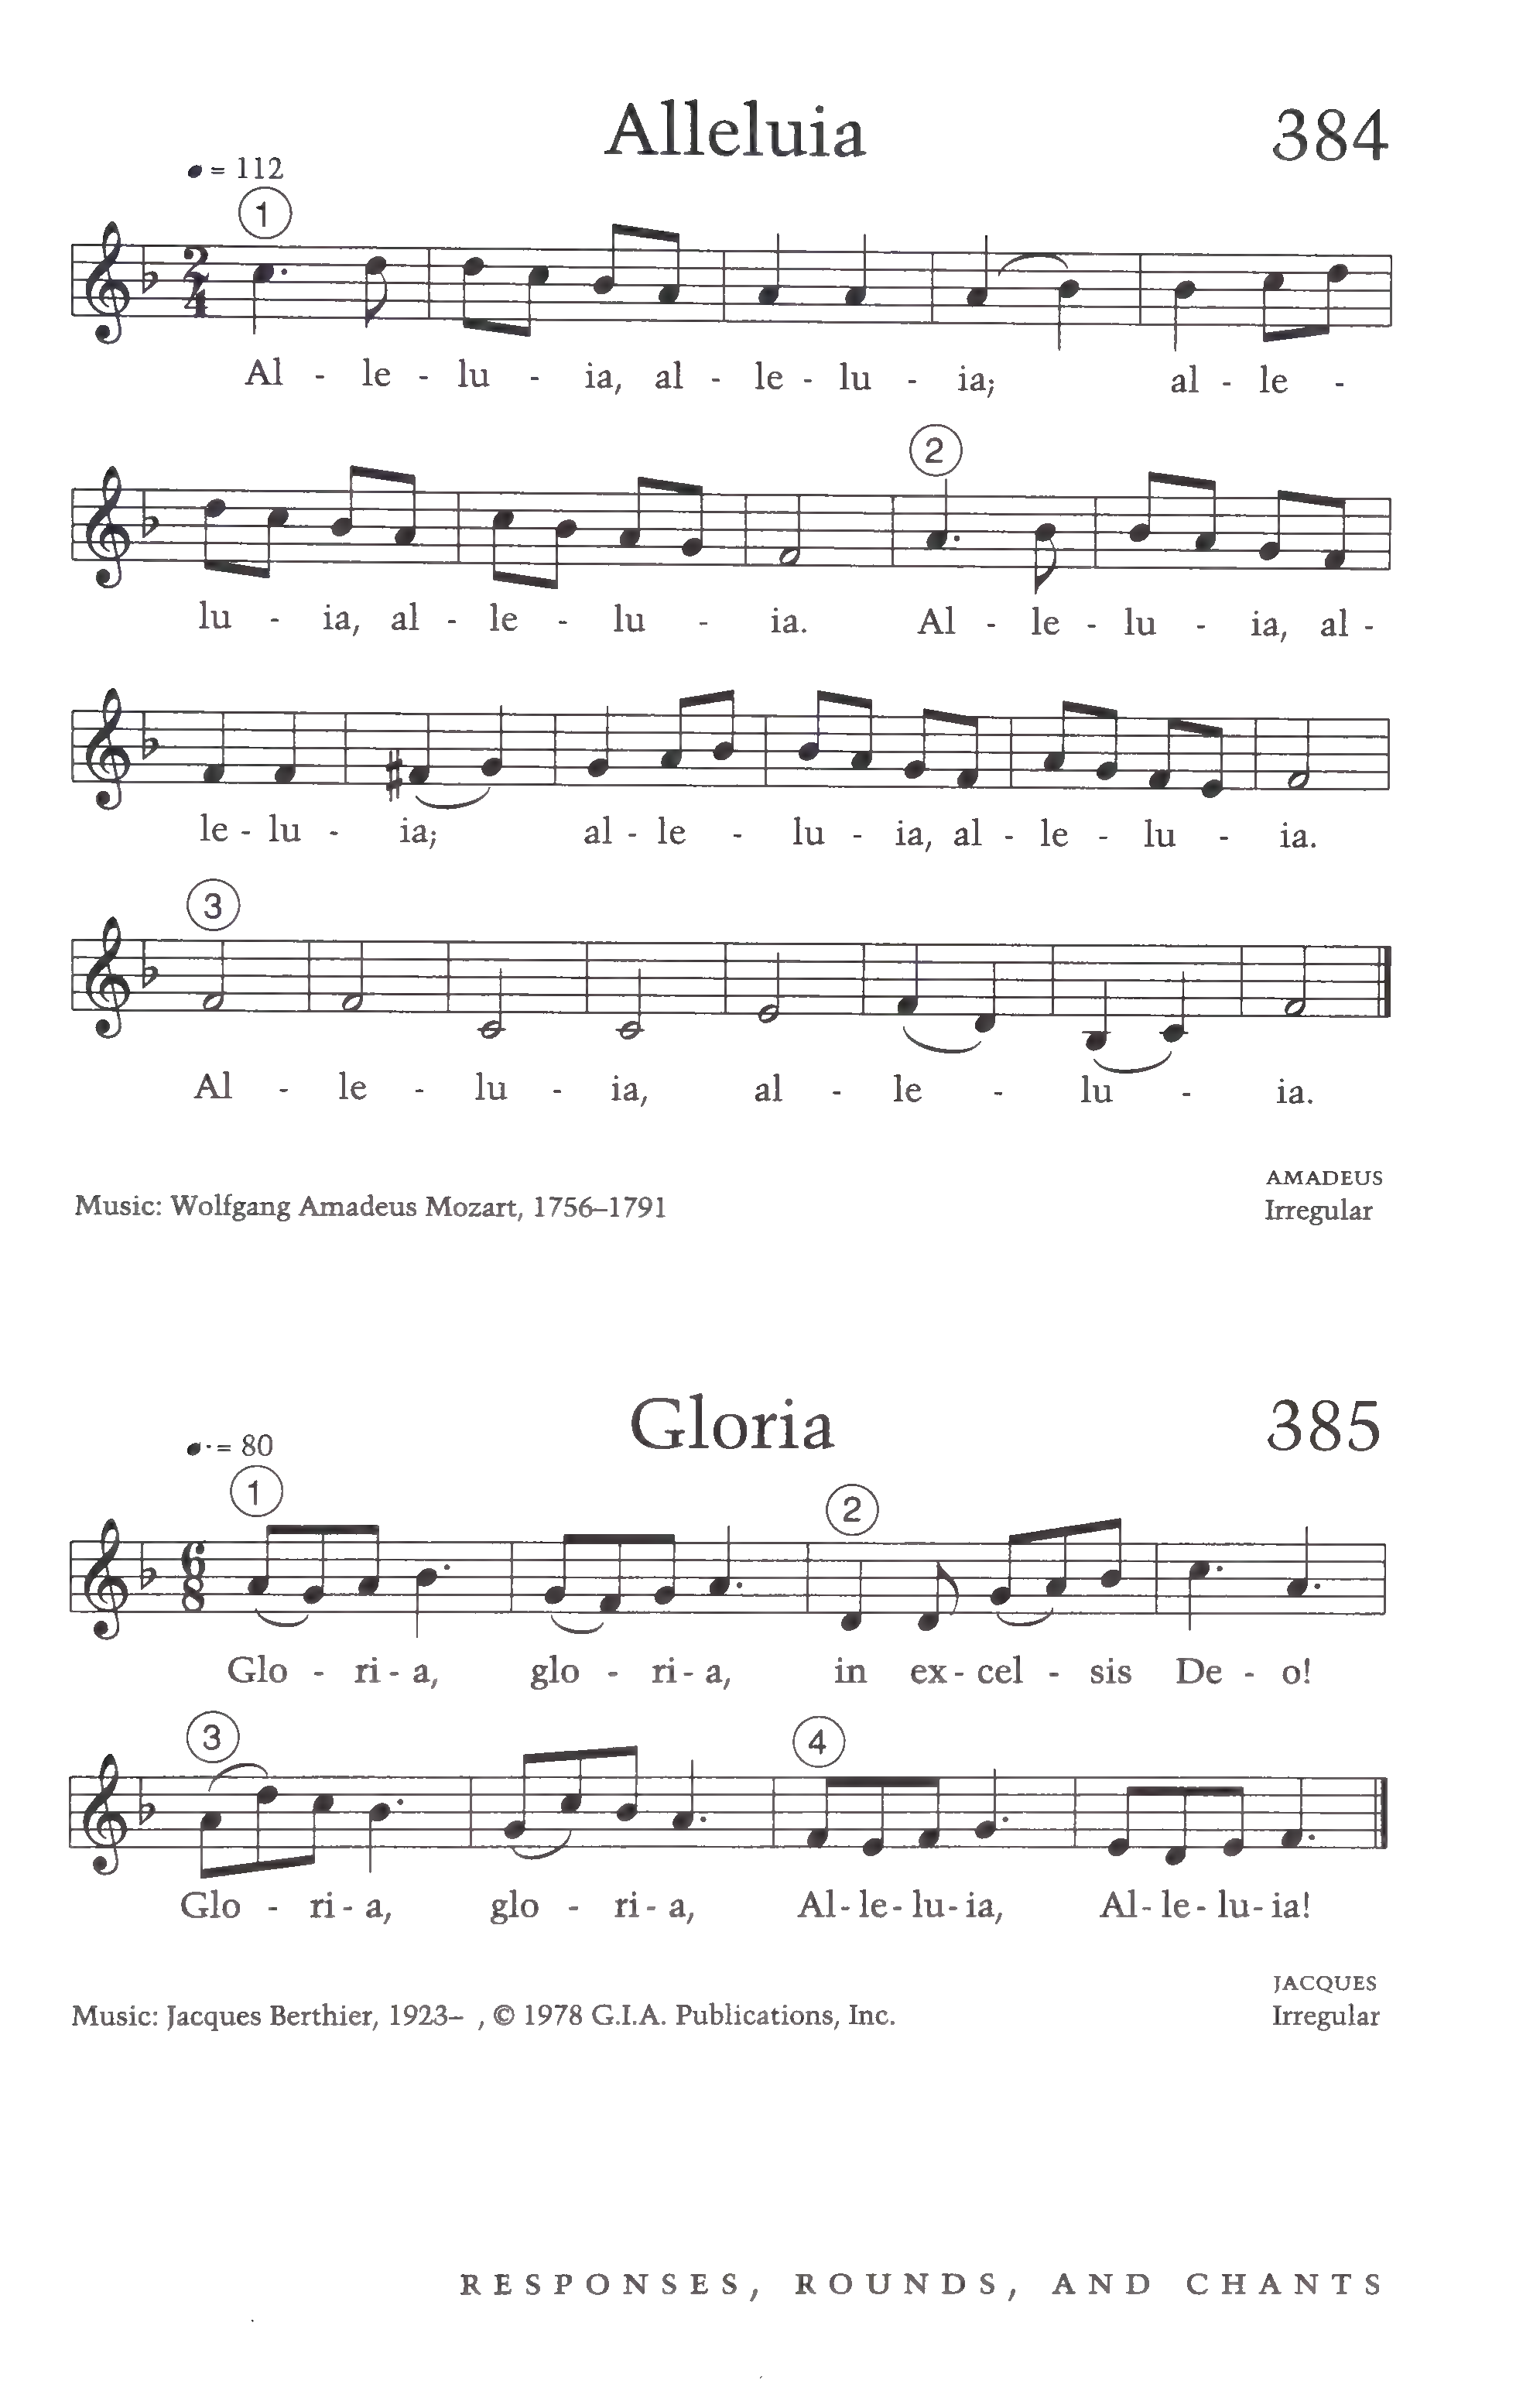 Alleluia 384
= 112
1
2
4
Al - le - lu - ia, al - le - lu - ia; al - le -
2
lu - ia, al - le - lu - ia. Al - le - lu - ia, al -
le - lu - ia; al - le - lu - ia, al - le - lu - ia.
3
Al - le - lu - ia, al - le - lu - ia.
AMADEUS
Music: Wolfgang Amadeus Mozart, 1756–1791 Irregular
Gloria 385
= 80
1 2
6
8
Glo - ri - a, glo - ri - a, in ex - cel - sis De - o!
3 4
Glo - ri - a, glo - ri - a, Al - le - lu - ia, Al - le - lu - ia!
JACQUES
Music: Jacques Berthier, 1923– , © 1978 G.I.A. Publications, Inc. Irregular
RESPONSES, ROUNDS, AND CHANTS